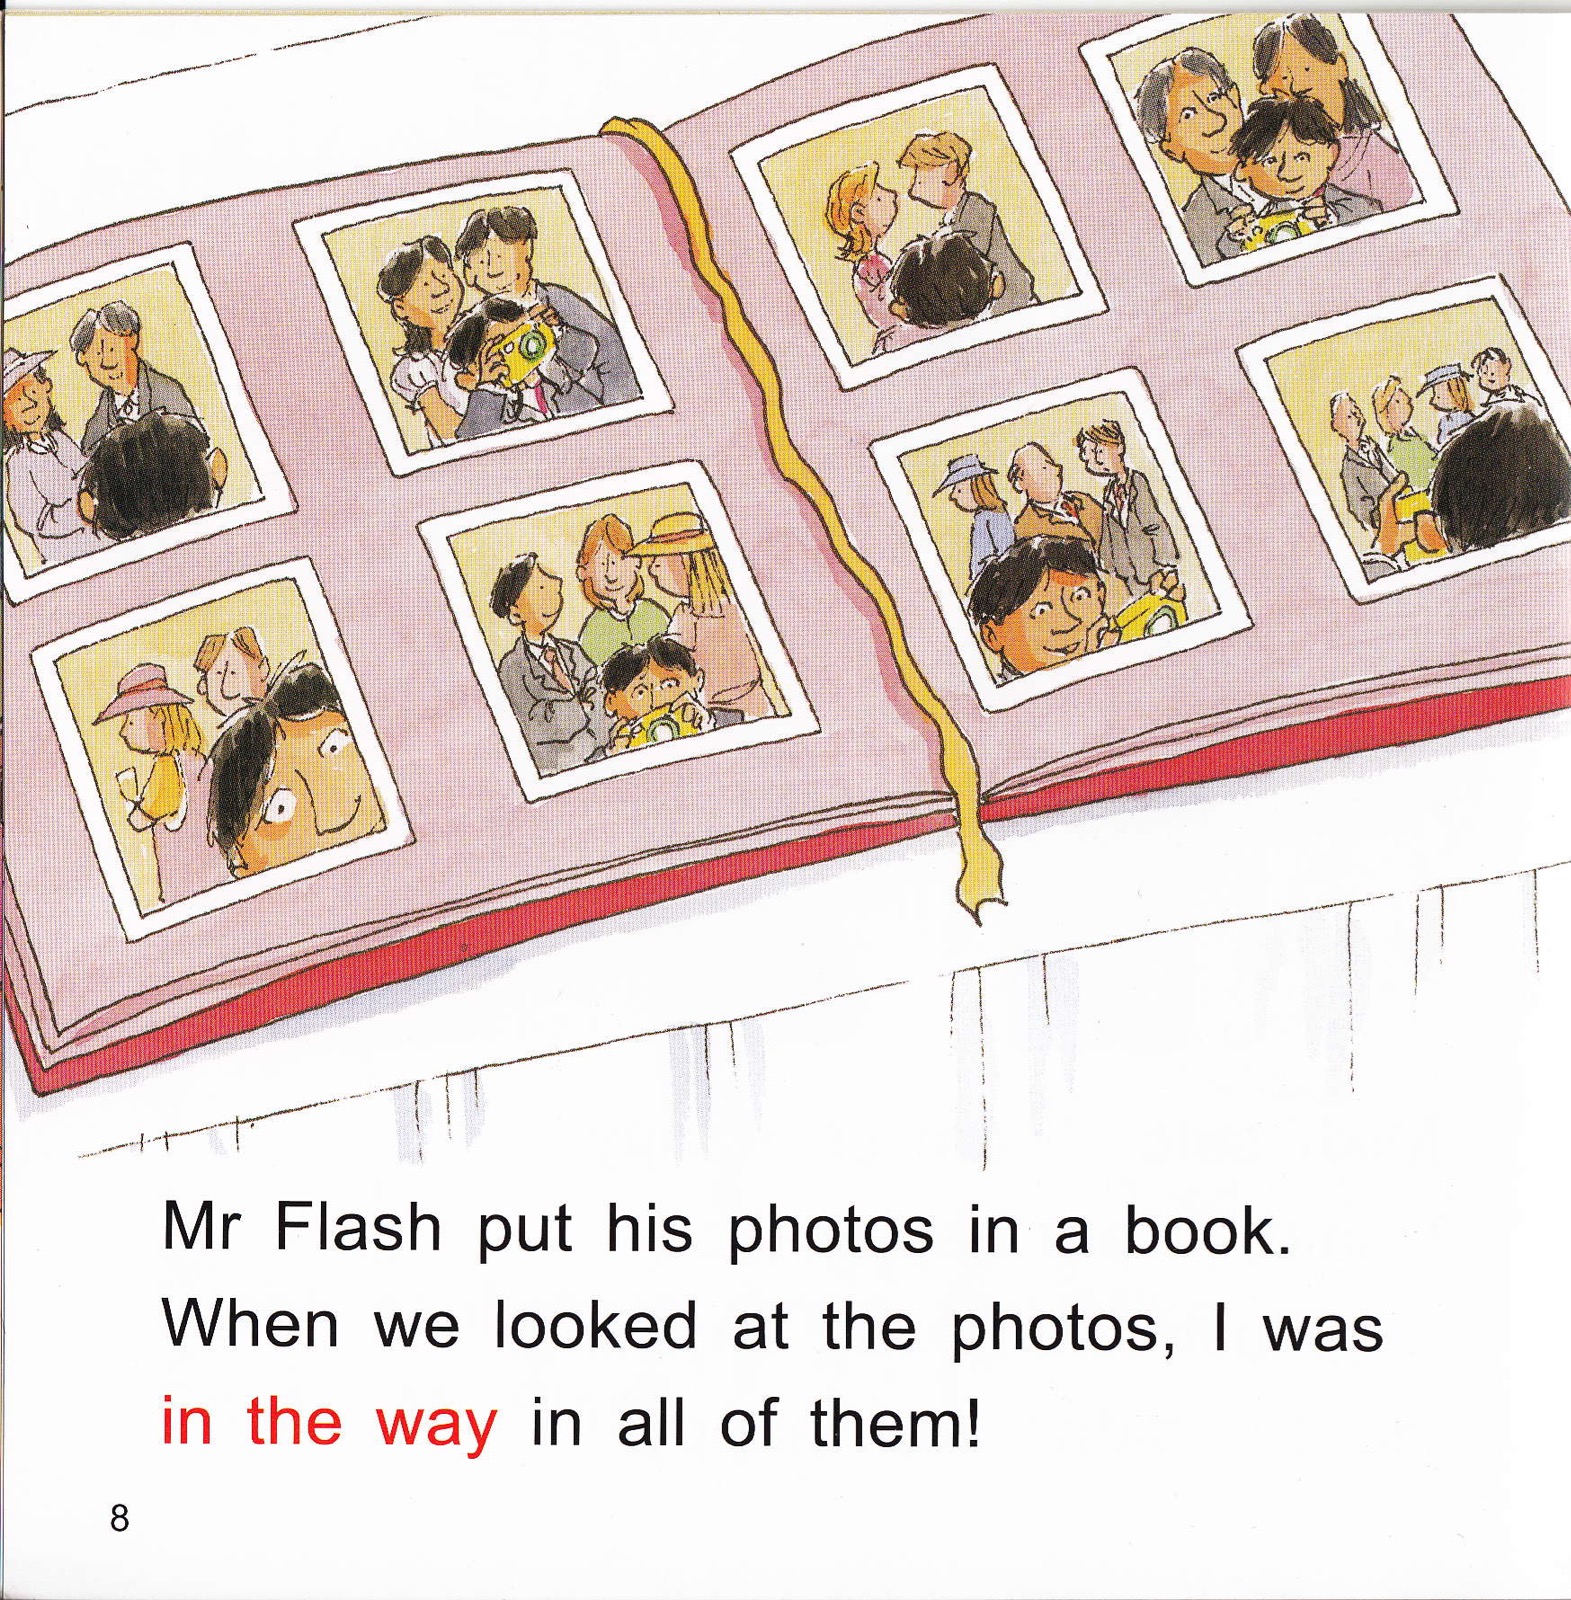 Mr Flash put his photos in a book.
When we looked at the photos, I was
in the way in all of them!
8